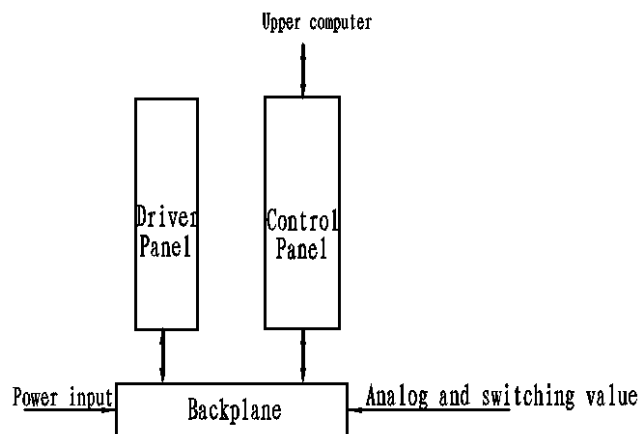 Upper computer
Driver
Panel
Control
Panel
Power input
Backplane
Analog and switching value